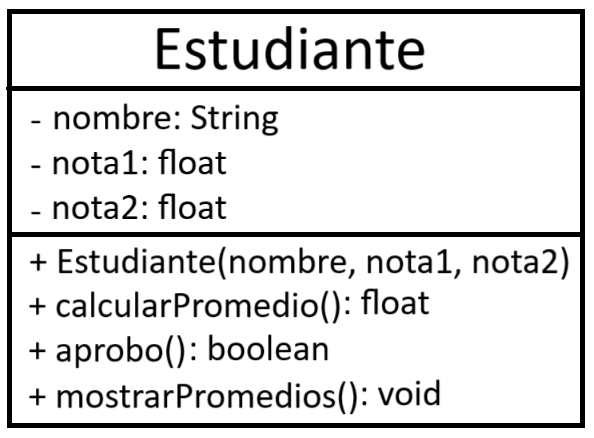 Estudiante
- nombre: String
- nota1: float
- nota2: float
+ Estudiante(nombre, nota1, nota2)
+ calcularPromedio(): float
+ aprobo(): boolean
+ mostrarPromedios(): void